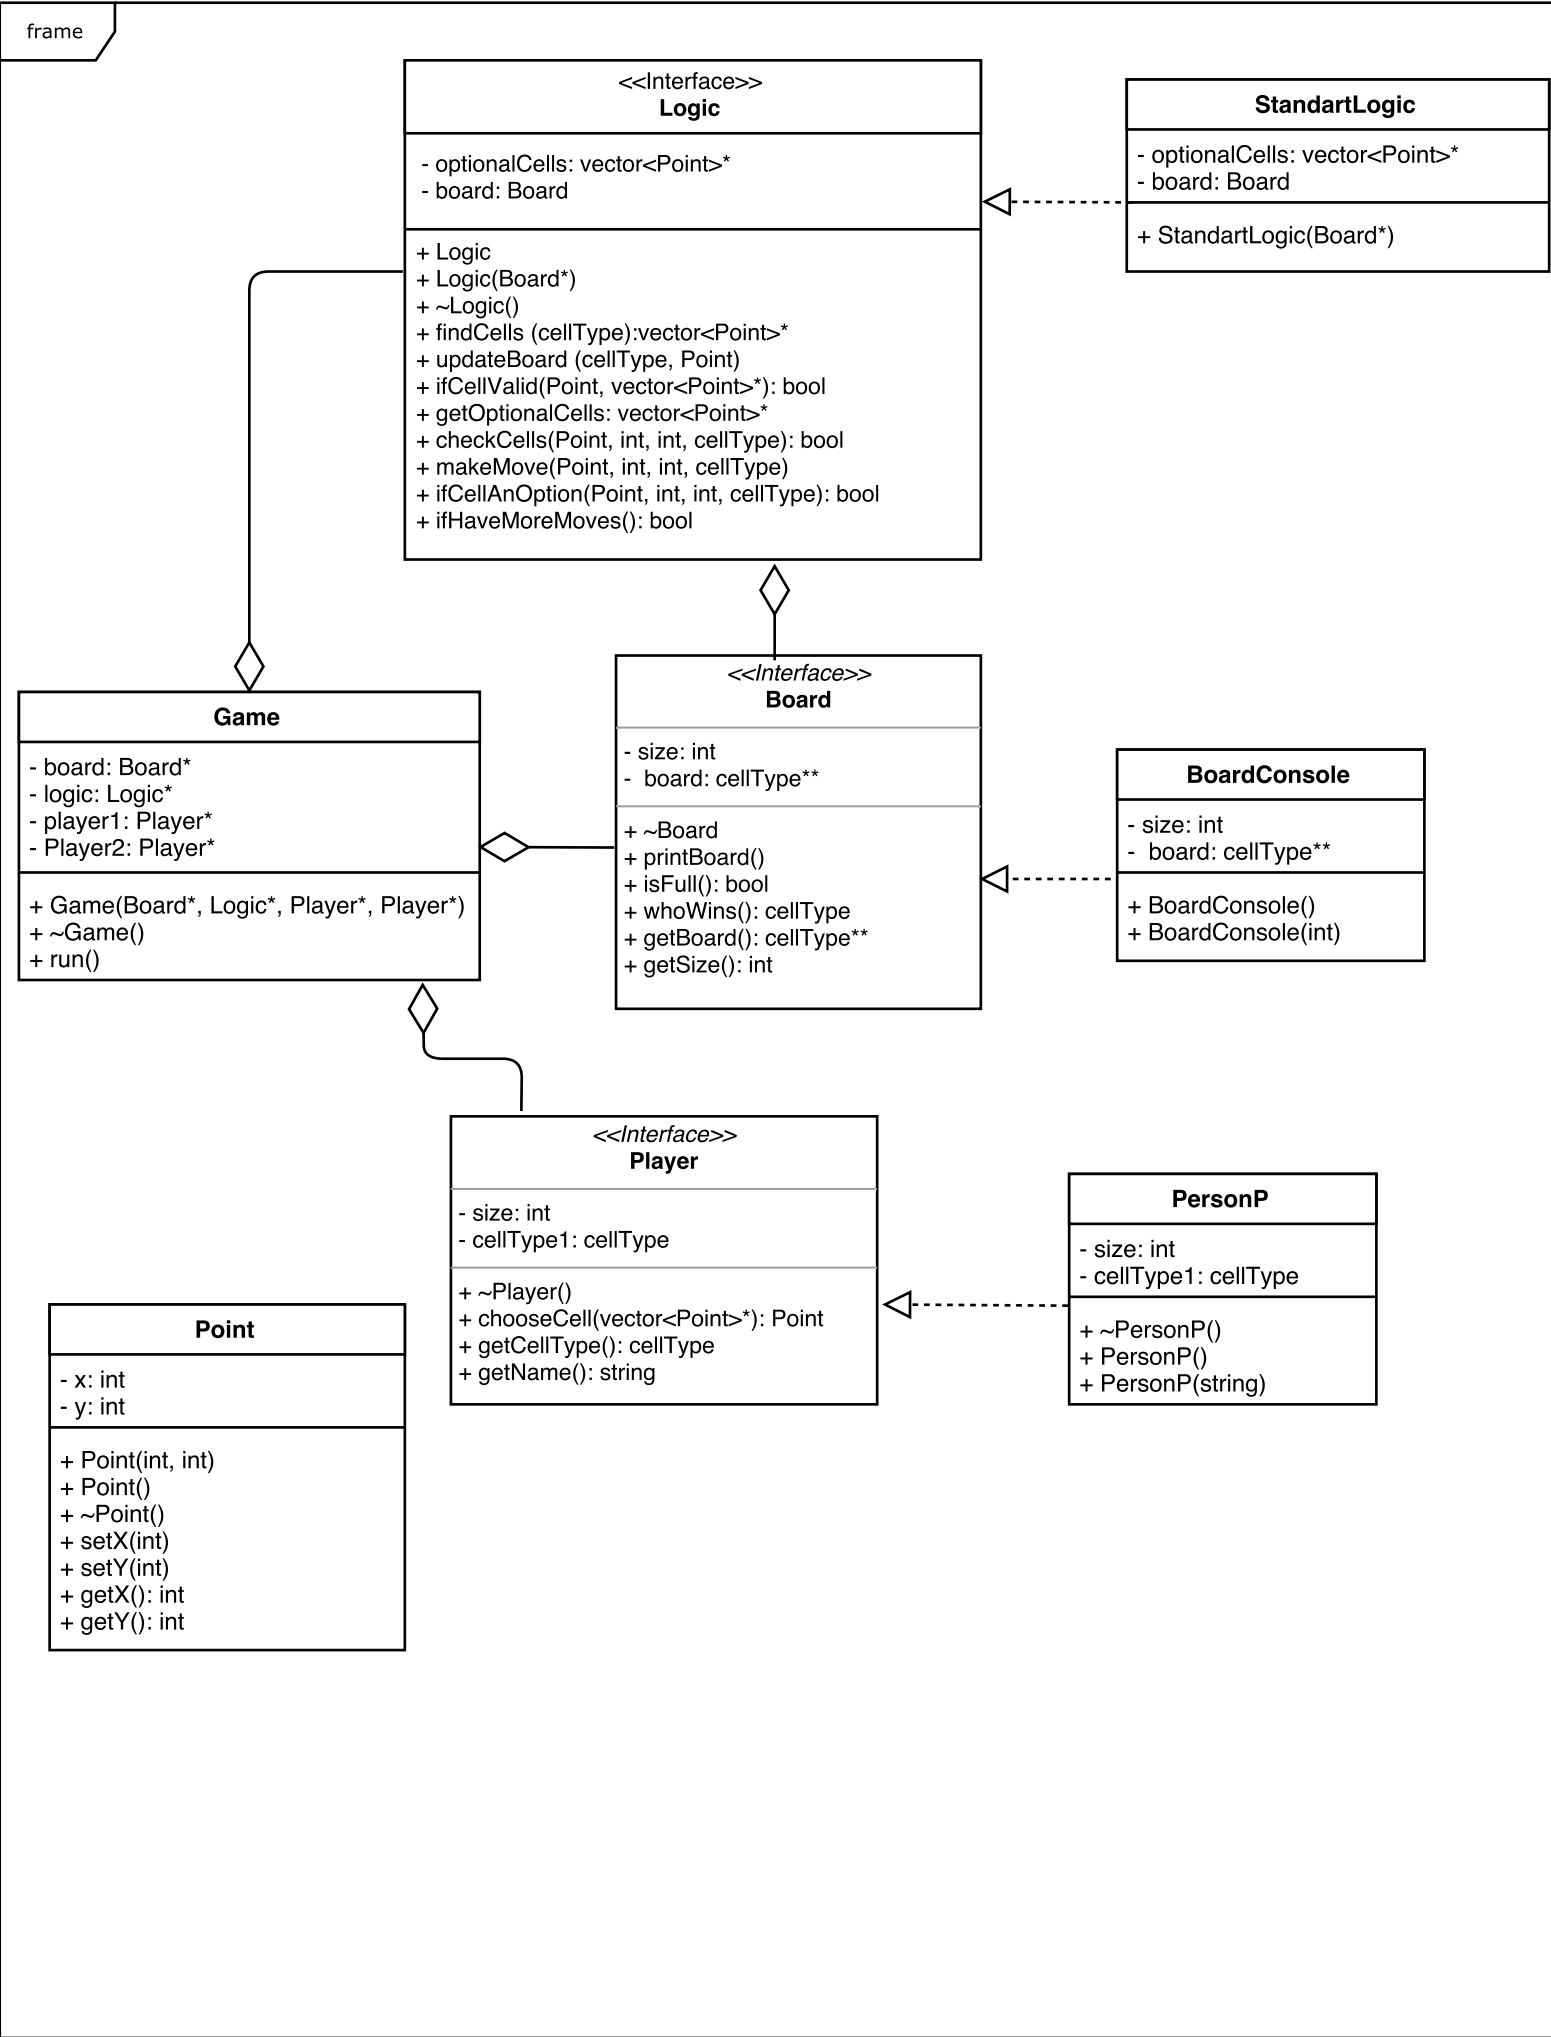 frame
<<Interface>>
Logic
- optionalCells: vector<Point>*
- board: Board
+ Logic
+ Logic(Board*)
+ ~Logic()
+ findCells (cellType):vector<Point>*
+ updateBoard (cellType, Point)
+ ifCellValid(Point, vector<Point>*): bool
+ getOptionalCells: vector<Point>*
+ checkCells(Point, int, int, cellType): bool
+ makeMove(Point, int, int, cellType)
+ ifCellAnOption(Point, int, int, cellType): bool
+ ifHaveMoreMoves(): bool
StandartLogic
- optionalCells: vector<Point>*
- board: Board
+ StandartLogic(Board*)
Game
- board: Board*
- logic: Logic*
- player1: Player*
- Player2: Player*
+ Game(Board*, Logic*, Player*, Player*)
+ ~Game()
+ run()
<<Interface>>
Board
- size: int
-  board: cellType**
+ ~Board
+ printBoard()
+ isFull(): bool
+ whoWins(): cellType
+ getBoard(): cellType**
+ getSize(): int
BoardConsole
- size: int
-  board: cellType**
+ BoardConsole()
+ BoardConsole(int)
<<Interface>>
Player
- size: int
- cellType1: cellType
+ ~Player()
+ chooseCell(vector<Point>*): Point
+ getCellType(): cellType
+ getName(): string
PersonP
- size: int
- cellType1: cellType
+ ~PersonP()
+ PersonP()
+ PersonP(string)
Point
- x: int
- y: int
+ Point(int, int)
+ Point()
+ ~Point()
+ setX(int)
+ setY(int)
+ getX(): int
+ getY(): int